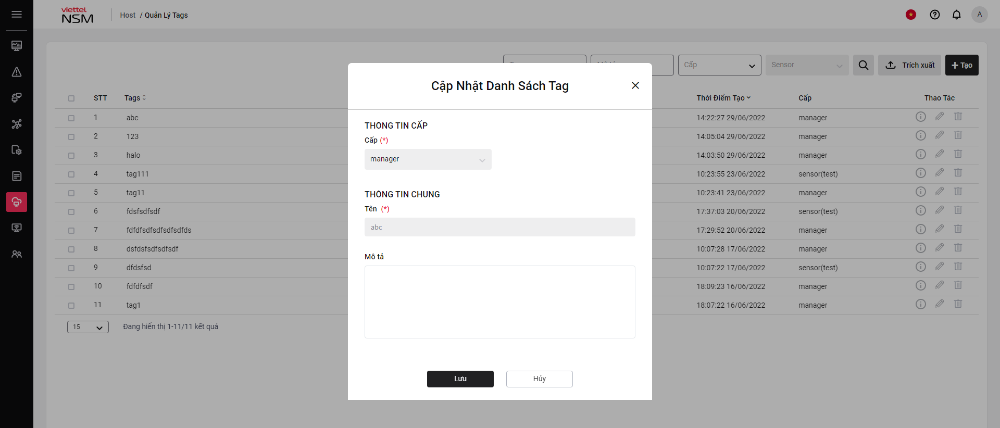 viettel
NSM
Host / Quản Lý Tags
A
Cấp
Sensor
Trích xuất
Tạo
STT Tags Thời Điểm Tạo Cấp Thao Tác
1 abc 14:22:27 29/06/2022 manager
2 123 14:05:04 29/06/2022 manager
3 halo 14:03:50 29/06/2022 manager
4 tag111 10:23:55 23/06/2022 sensor(test)
5 tag11 10:23:41 23/06/2022 manager
6 fdsfsdfsdf 17:37:03 20/06/2022 sensor(test)
7 fdfdfsdfsdfsdfsdfds 17:29:52 20/06/2022 manager
8 dsfdsfsdfsdfsdf 10:07:28 17/06/2022 manager
9 dfdsfsd 10:07:22 17/06/2022 sensor(test)
10 fdfdfsdf 18:09:23 16/06/2022 manager
11 tag1 18:07:22 16/06/2022 manager
15 Đang hiển thị 1-11/11 kết quả
Cập Nhật Danh Sách Tag
THÔNG TIN CẤP
Cấp (*)
manager
THÔNG TIN CHUNG
Tên (*)
abc
Mô tả
Lưu
Hủy